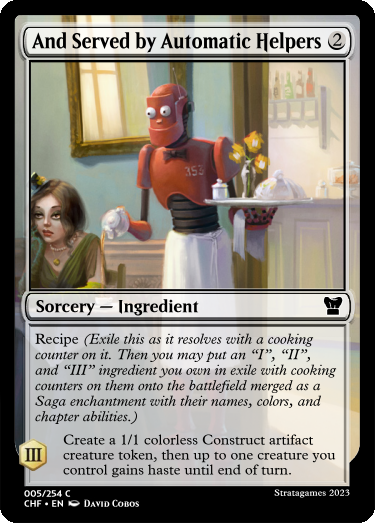 And Served by Automatic Helpers 2
353
Sorcery — Ingredient
Recipe (Exile this as it resolves with a cooking
counter on it. Then you may put an “I”, “II”,
and “III” ingredient you own in exile with cooking
counters on them onto the battlefield merged as a
Saga enchantment with their names, colors, and
chapter abilities.)
III
Create a 1/1 colorless Construct artifact
creature token, then up to one creature you
control gains haste until end of turn.
005/254 C
CHF • EN David Cobos
Stratagames 2023